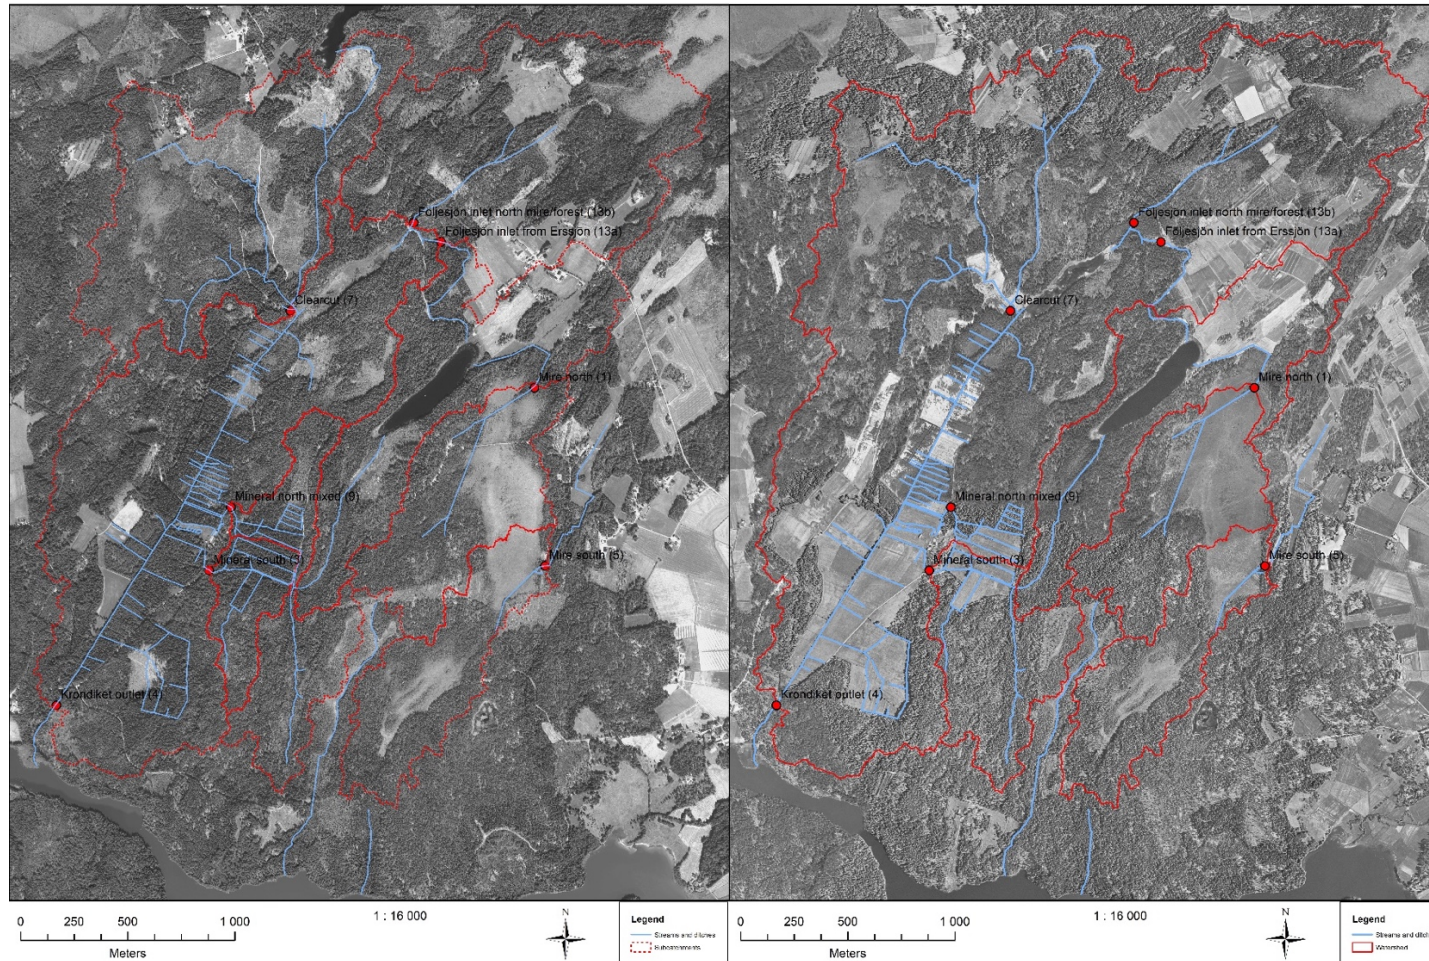 Följesjön inlet north mire/forest (13b)
Följesjön inlet from Erssjön (13a)
Clearcut (7)
Mire north (1)
Mineral north mixed (9)
Mineral south (3)
Mire south (5)
Krondiket outlet (4)
0 250 500 1 000
Meters
1 : 16 000
N
Legend
Streams and ditches
Subcatchments
Följesjön inlet north mire/forest (13b)
Följesjön inlet from Erssjön (13a)
Clearcut (7)
Mire north (1)
Mineral north mixed (9)
Mineral south (3)
Mire south (5)
Krondiket outlet (4)
0 250 500 1 000
Meters
1 : 16 000
N
Legend
Streams and ditch
Watershed